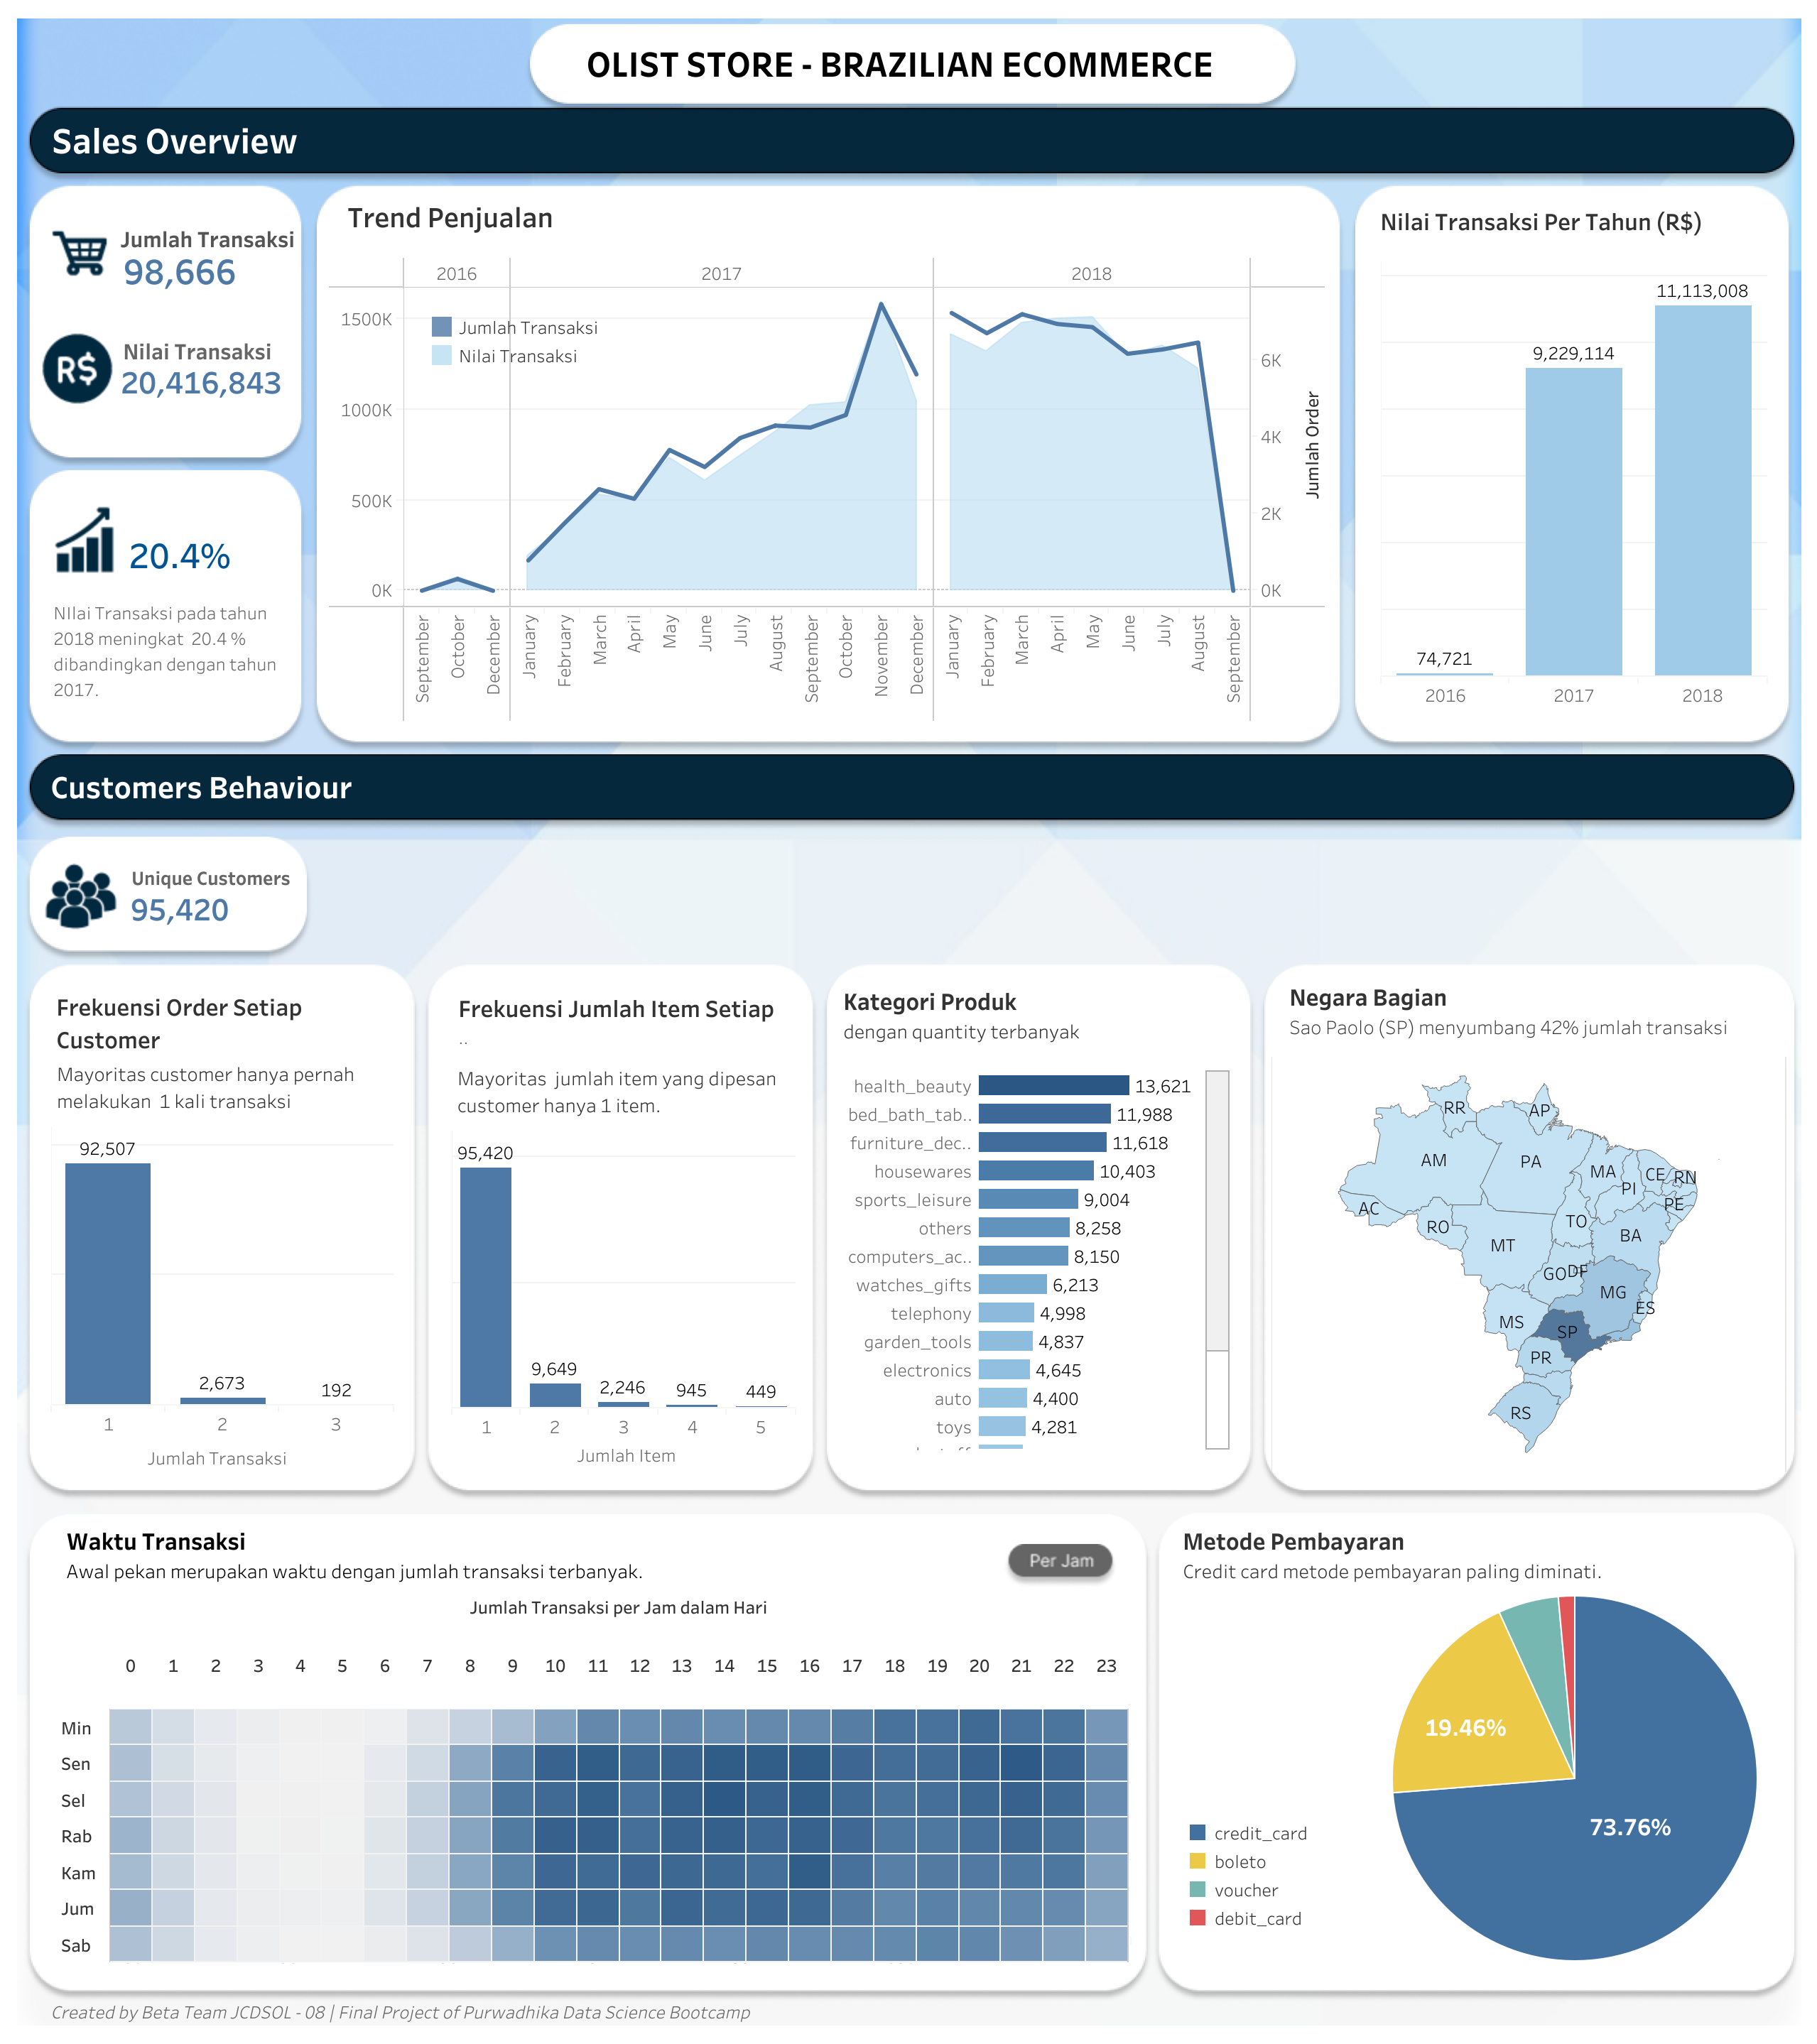 OLIST STORE - BRAZILIAN ECOMMERCE
Sales Overview
Jumlah Transaksi
98,666
R$
Nilai Transaksi
20,416,843
20.4%
NIlai Transaksi pada tahun
2018 meningkat 20.4 %
dibandingkan dengan tahun
2017.
Trend Penjualan
2016 2017 2018
Jumlah Transaksi
Nilai Transaksi
1500K
1000K
500K
0K
6K
4K
2K
0K
Jumlah Order
September October December January February March April May June July August September October November December January February March April May June July August September
Nilai Transaksi Per Tahun (R$)
11,113,008
9,229,114
74,721
2016 2017 2018
Customers Behaviour
Unique Customers
95,420
Frekuensi Order Setiap
Customer
Mayoritas customer hanya pernah
melakukan 1 kali transaksi
92,507
2,673
192
1 2 3
Jumlah Transaksi
Frekuensi Jumlah Item Setiap
..
Mayoritas jumlah item yang dipesan
customer hanya 1 item.
95,420
9,649
2,246
945
449
1 2 3 4 5
Jumlah Item
Kategori Produk
dengan quantity terbanyak
health_beauty 13,621
bed_bath_tab.. 11,988
furniture_dec.. 11,618
housewares 10,403
sports_leisure 9,004
others 8,258
computers_ac.. 8,150
watches_gifts 6,213
telephony 4,998
garden_tools 4,837
electronics 4,645
auto 4,400
toys 4,281
Negara Bagian
Sao Paolo (SP) menyumbang 42% jumlah transaksi
RR
AP
AM
PA
MA
CE
RN
PI
PE
AC
RO
TO
BA
MT
GO
DF
MG
ES
MS
SP
PR
RS
Waktu Transaksi
Awal pekan merupakan waktu dengan jumlah transaksi terbanyak.
Per Jam
Jumlah Transaksi per Jam dalam Hari
0 1 2 3 4 5 6 7 8 9 10 11 12 13 14 15 16 17 18 19 20 21 22 23
Min
Sen
Sel
Rab
Kam
Jum
Sab
Metode Pembayaran
Credit card metode pembayaran paling diminati.
19.46%
73.76%
credit_card
boleto
voucher
debit_card
Created by Beta Team JCDSOL - 08 | Final Project of Purwadhika Data Science Bootcamp